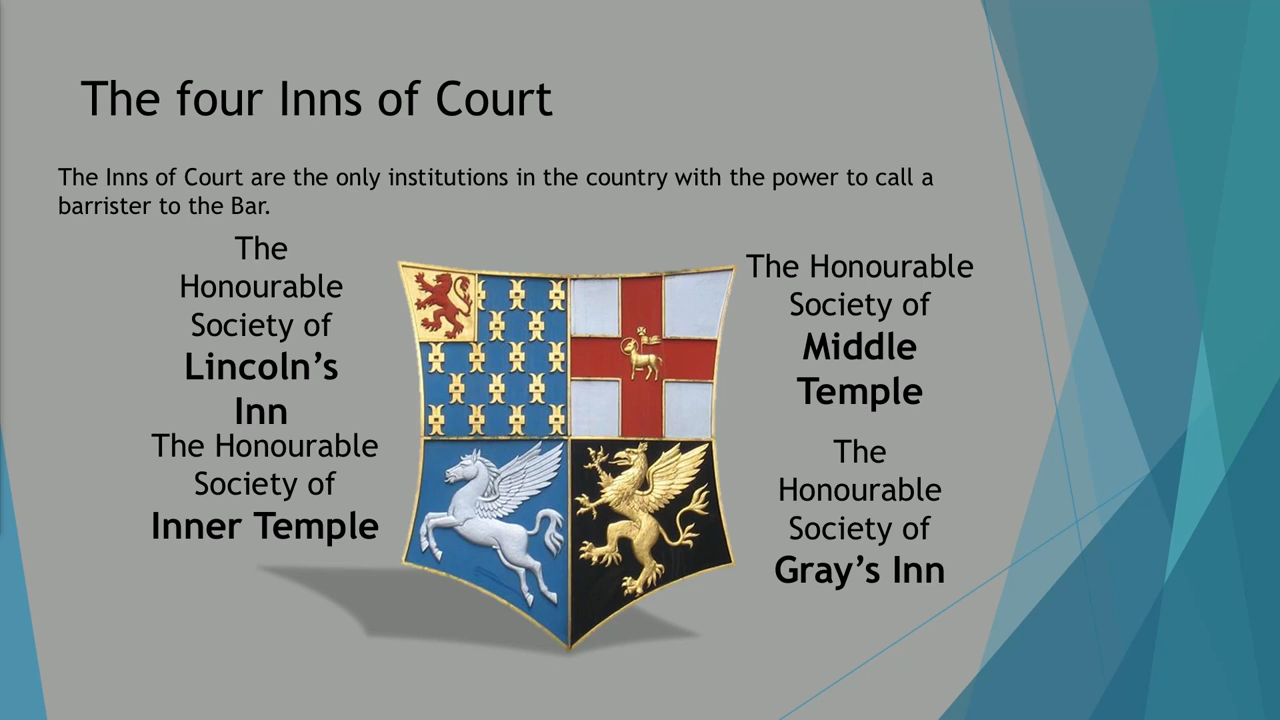 The four Inns of Court
The Inns of Court are the only institutions in the country with the power to call a
barrister to the Bar.
The
Honourable
Society of
Lincoln’s
Inn
The Honourable
Society of
Middle
Temple
The Honourable
Society of
Inner Temple
The
Honourable
Society of
Gray’s Inn